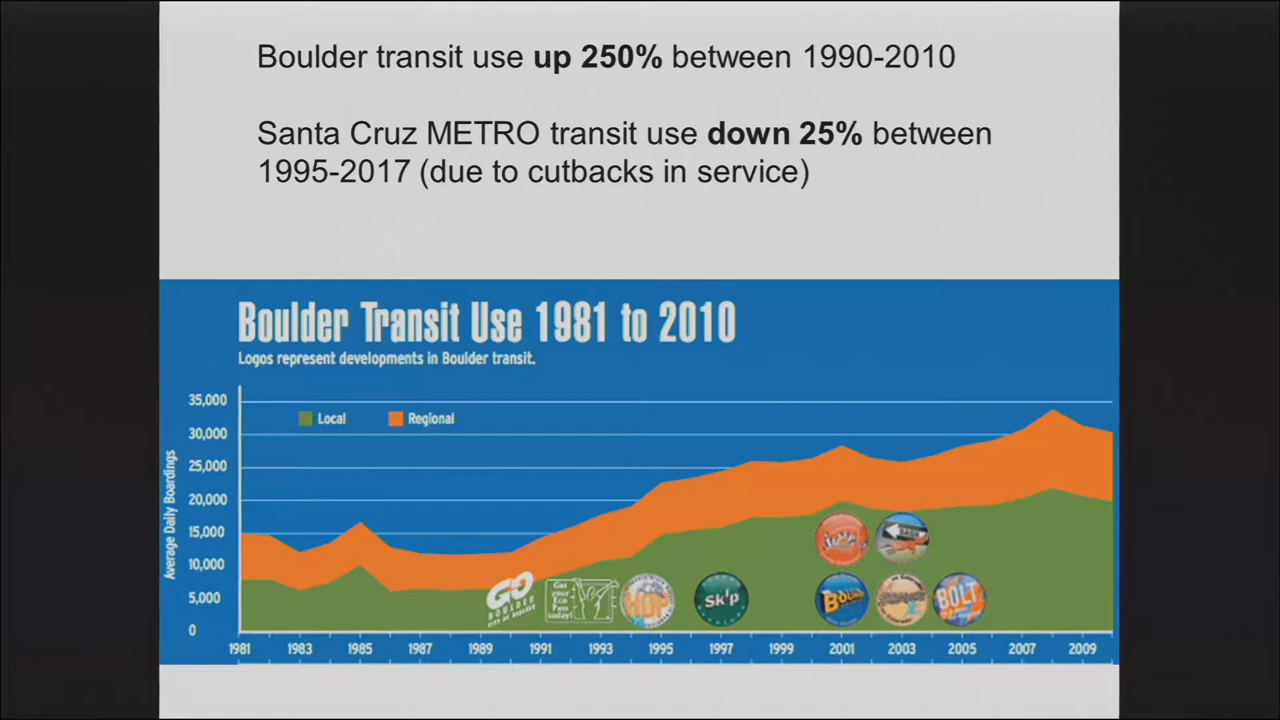 Boulder transit use up 250% between 1990-2010
Santa Cruz METRO transit use down 25% between
1995-2017 (due to cutbacks in service)
Boulder Transit Use 1981 to 2010
Logos represent developments in Boulder transit.
Average Daily Boardings
35,000
30,000
25,000
20,000
15,000
10,000
5,000
0
Local
Regional
GO
BOULDER
Get
your
Eco
Pass
today!
HOP
Skip
JUMP
BOUND
DASH
BOLT
1981
1983
1985
1987
1989
1991
1993
1995
1997
1999
2001
2003
2005
2007
2009